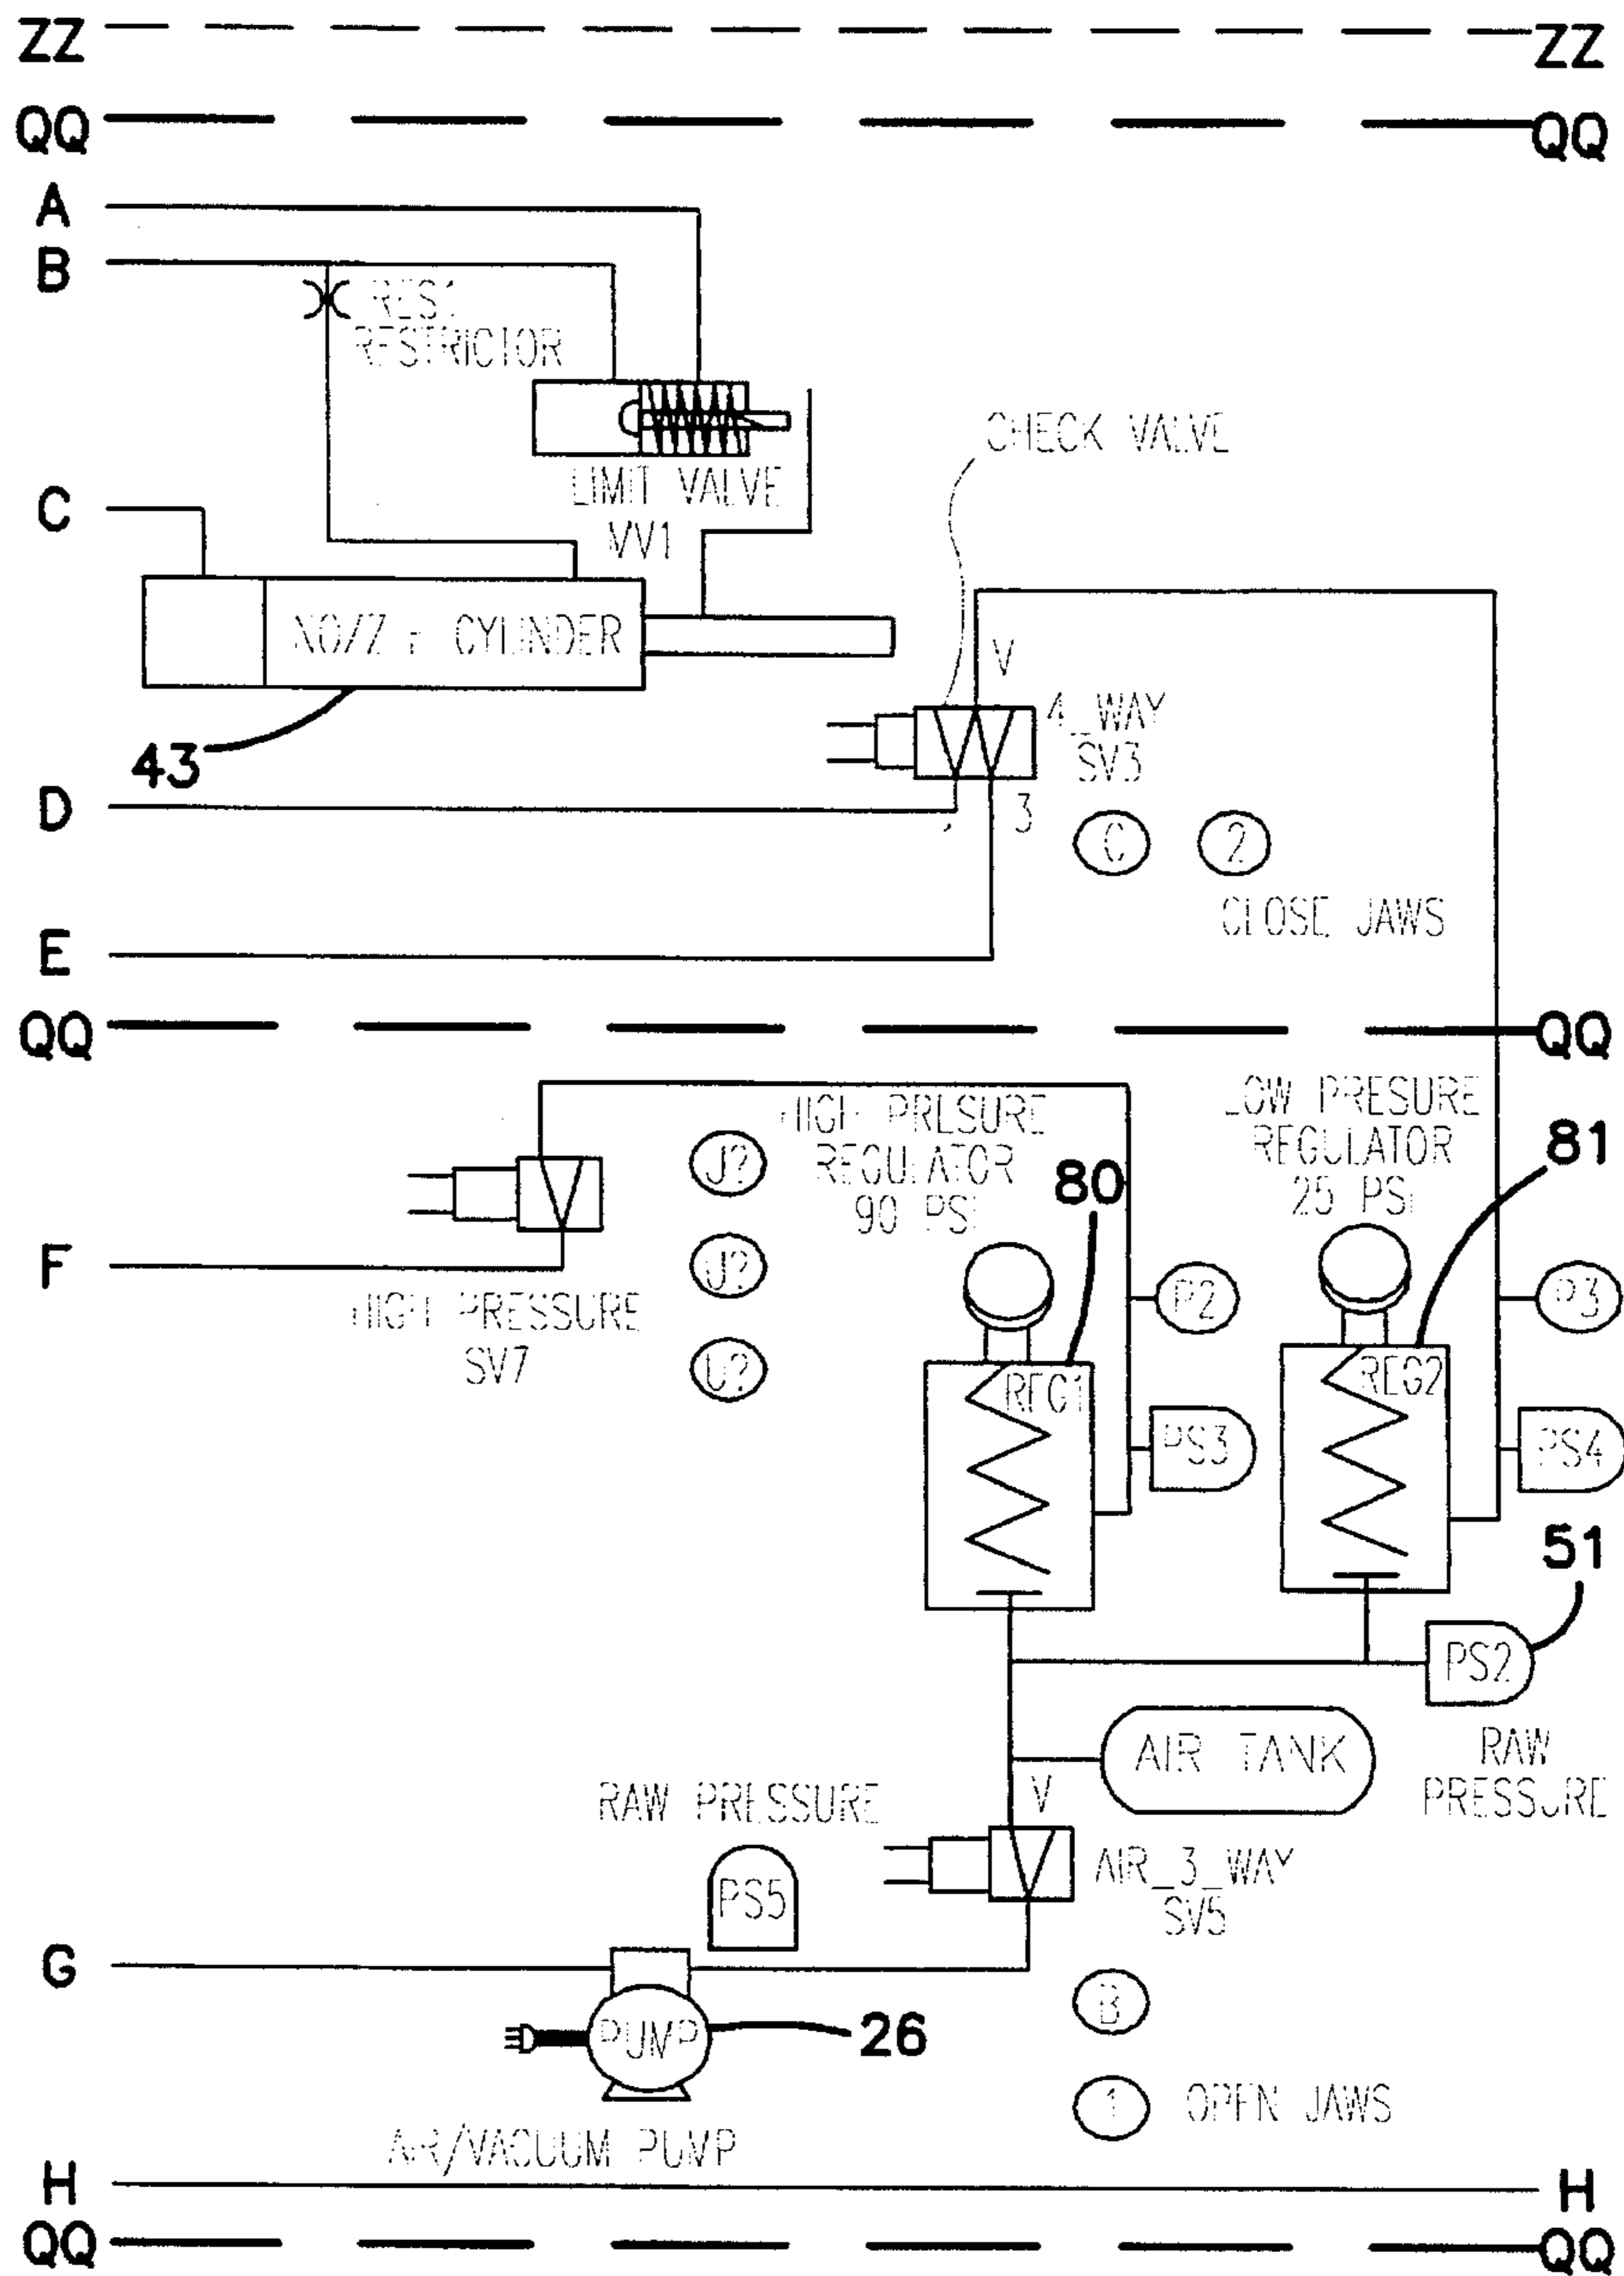 ZZ ZZ
QQ QQ
A
B
RES1
RESTRICTOR
CHECK VALVE
LIMIT VALVE
VV1
C
CYLINDER
V
4_WAY
SV3
43
D
3
C 2
CLOSE JAWS
E
QQ QQ
HIGH PRESURE
REGULATOR
90 PSI
80
LOW PRESURE
REGULATOR
25 PSI
81
J?
J?
F
HIGH PRESSURE
SV7
P2
P3
REG1
REG2
PS3
PS4
51
PS2
AIR TANK
RAW
PRESSURE
RAW PRESSURE
V
PS5
AIR_3_WAY
SV5
G
B
PUMP
26
1 OPEN JAWS
AIR/VACUUM PUMP
H H
QQ QQ